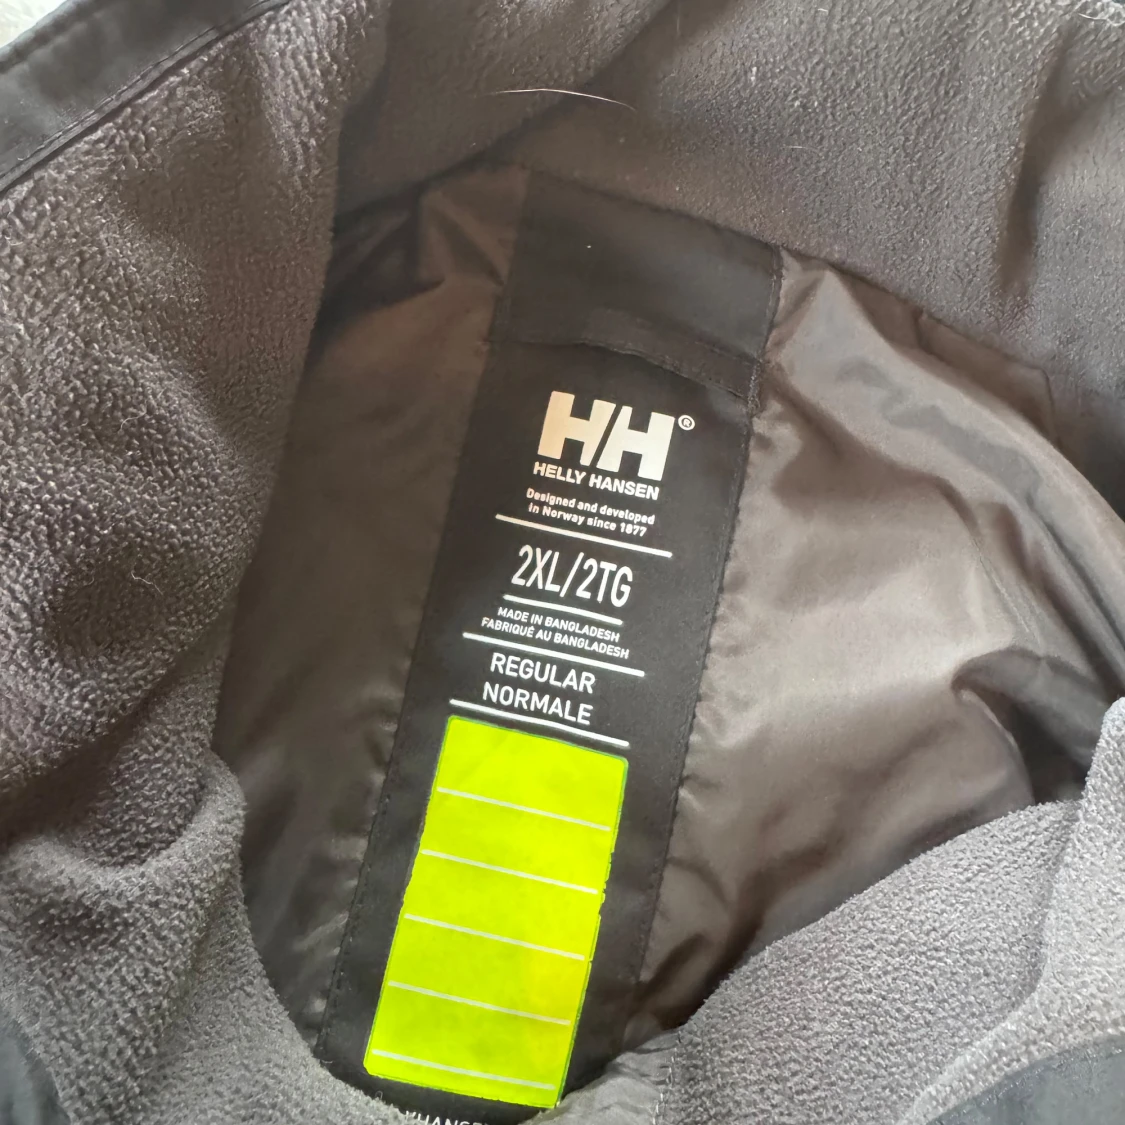 HH®
HELLY HANSEN
Designed and developed
in Norway since 1877
2XL/2TG
MADE IN BANGLADESH
FABRIQUÉ AU BANGLADESH
REGULAR
NORMALE